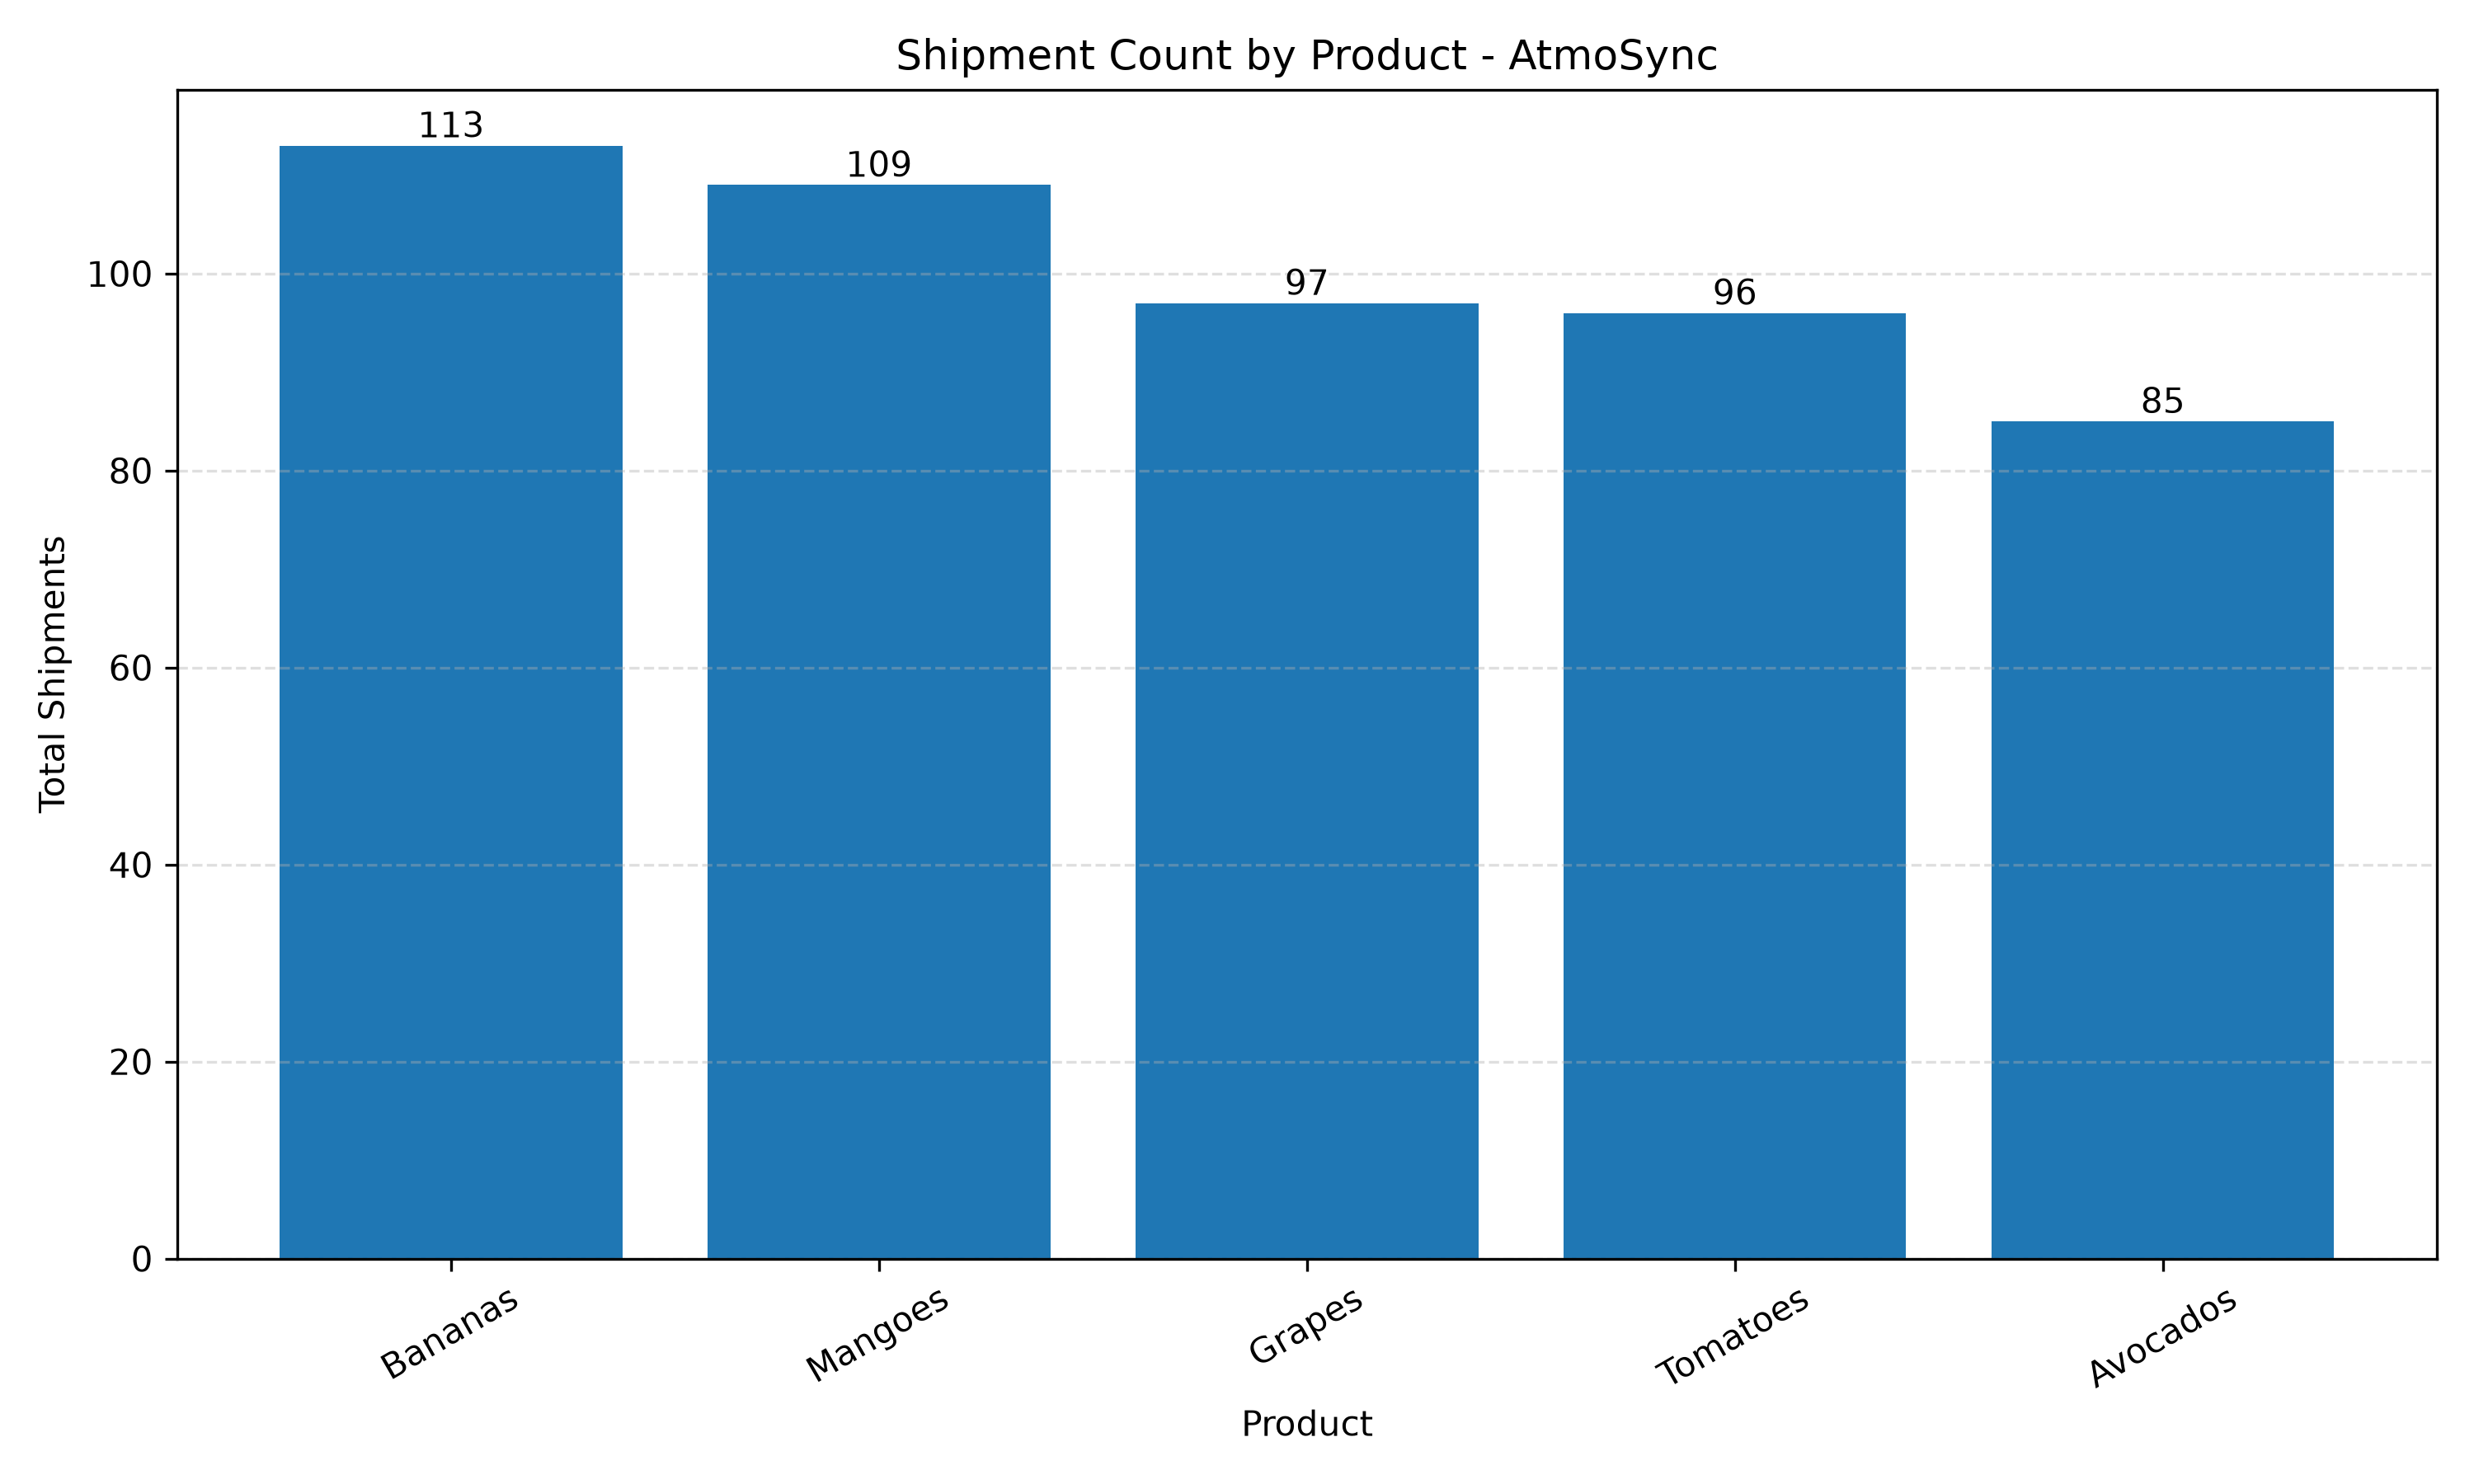 Shipment Count by Product - AtmoSync
113
109
97
96
85
100
80
60
40
20
0
Total Shipments
Bananas
Mangoes
Grapes
Tomatoes
Avocados
Product